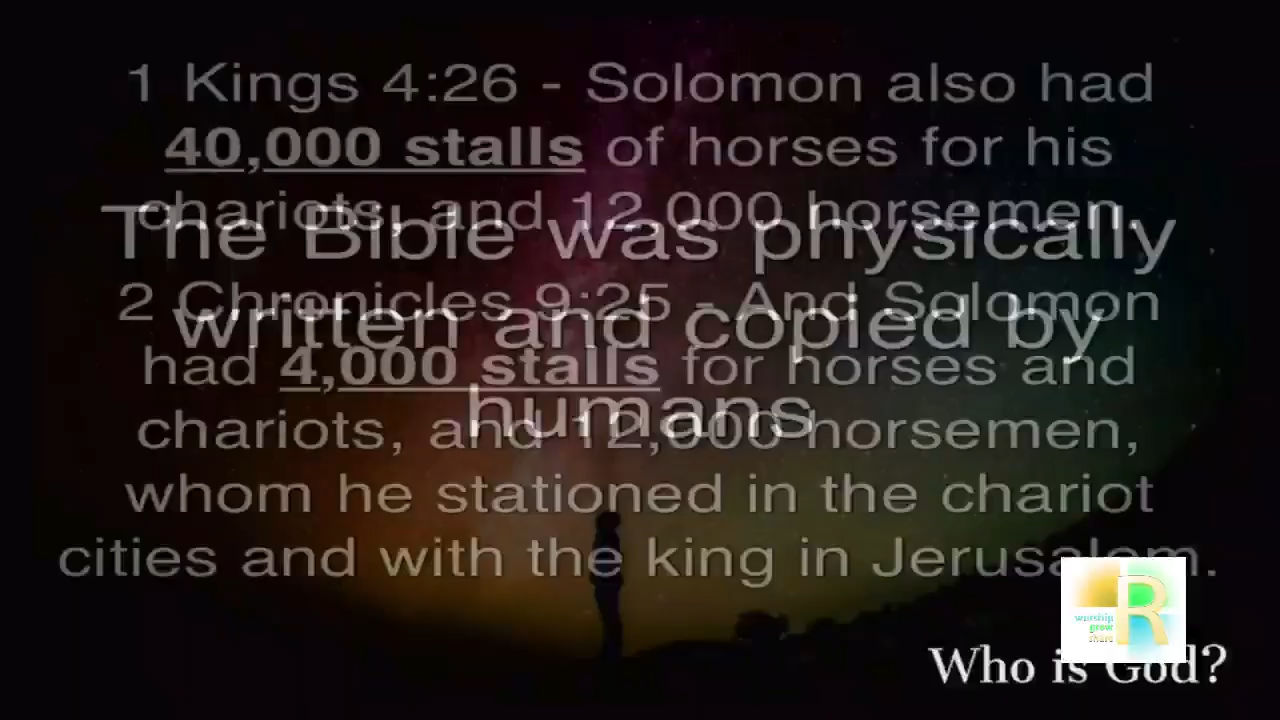 1 Kings 4:26 - Solomon also had
40,000 stalls of horses for his
chariots, and 12,000 horsemen.
2 Chronicles 9:25 - And Solomon
had 4,000 stalls for horses and
chariots, and 12,000 horsemen,
whom he stationed in the chariot
cities and with the king in Jerusalem.
The Bible was physically
written and copied by
humans
R
worship
grow
share
Who is God?